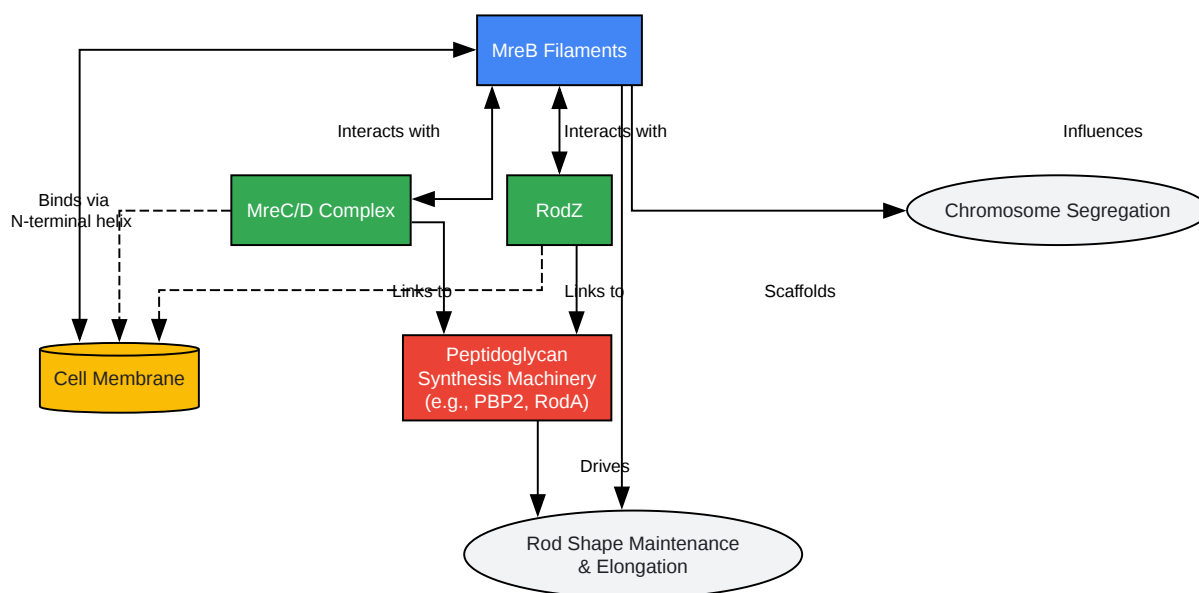 MreB Filaments
Interacts with
Interacts with
Influences
Binds via
N-terminal helix
MreC/D Complex
RodZ
Chromosome Segregation
Links to
Links to
Scaffolds
Cell Membrane
Peptidoglycan
Synthesis Machinery
(e.g., PBP2, RodA)
Drives
Rod Shape Maintenance
& Elongation